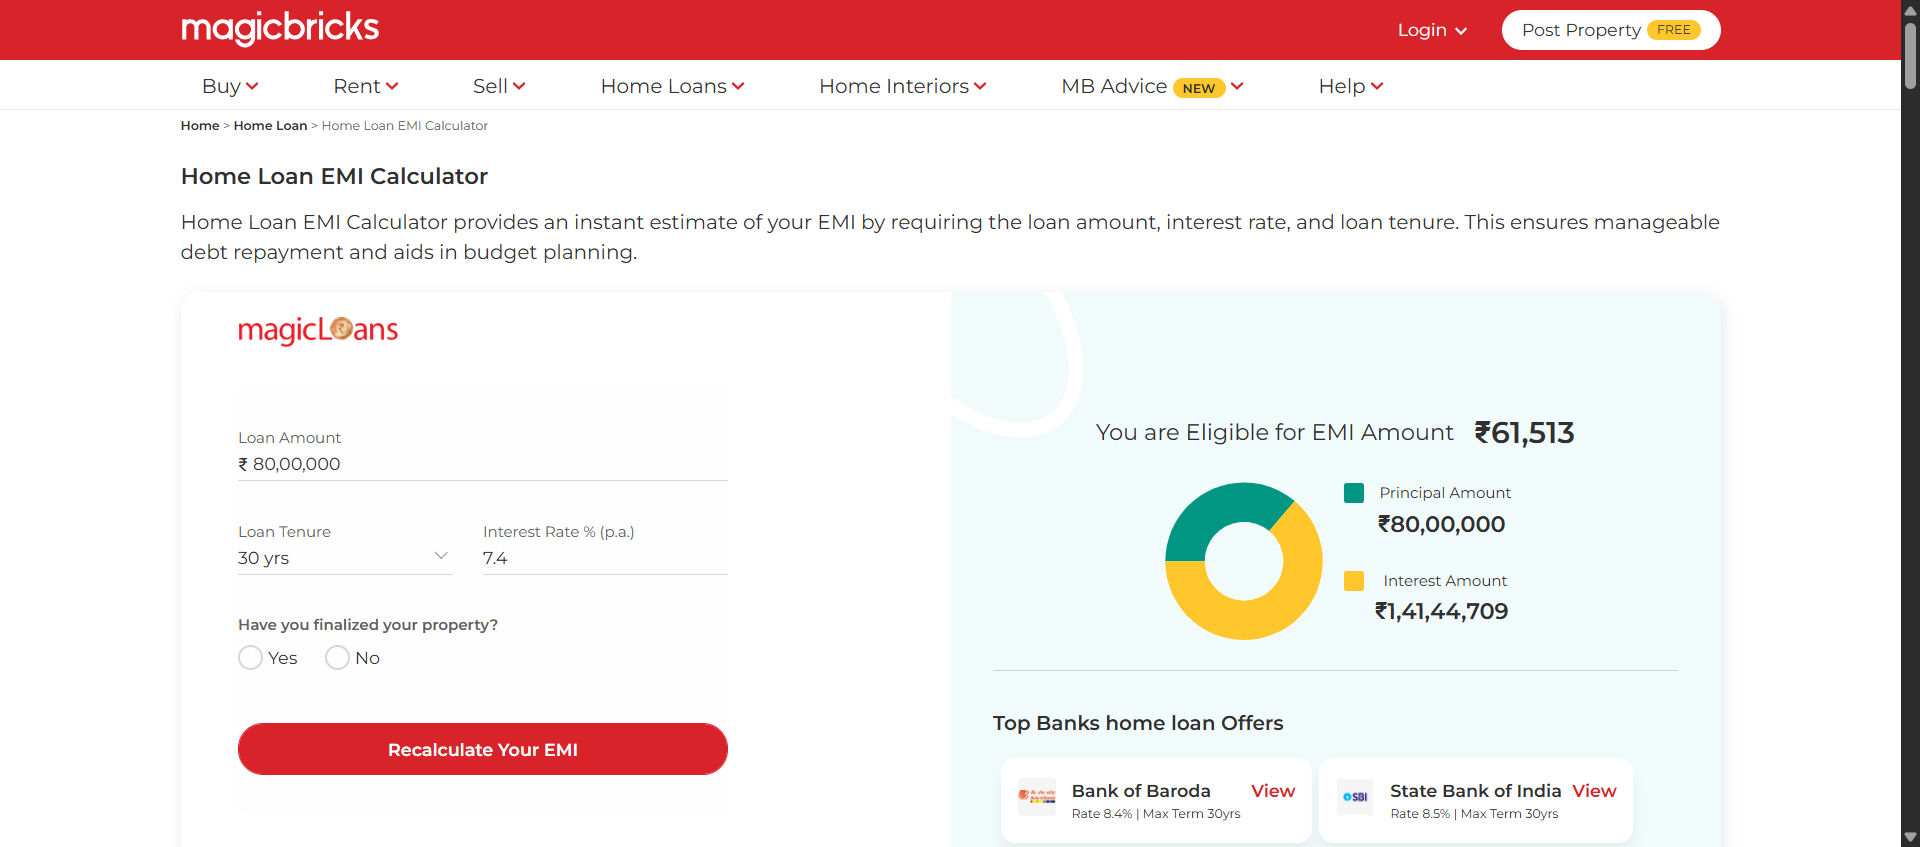 magicbricks
Login
Post Property FREE
Buy
Rent
Sell
Home Loans
Home Interiors
MB Advice NEW
Help
Home > Home Loan > Home Loan EMI Calculator
Home Loan EMI Calculator
Home Loan EMI Calculator provides an instant estimate of your EMI by requiring the loan amount, interest rate, and loan tenure. This ensures manageable
debt repayment and aids in budget planning.
magicLoans
Loan Amount
₹ 80,00,000
Loan Tenure
30 yrs
Interest Rate % (p.a.)
7.4
Have you finalized your property?
Yes
No
Recalculate Your EMI
You are Eligible for EMI Amount ₹61,513
Principal Amount
₹80,00,000
Interest Amount
₹1,41,44,709
Top Banks home loan Offers
Bank of Baroda
View
Rate 8.4% | Max Term 30yrs
SBI
State Bank of India
View
Rate 8.5% | Max Term 30yrs